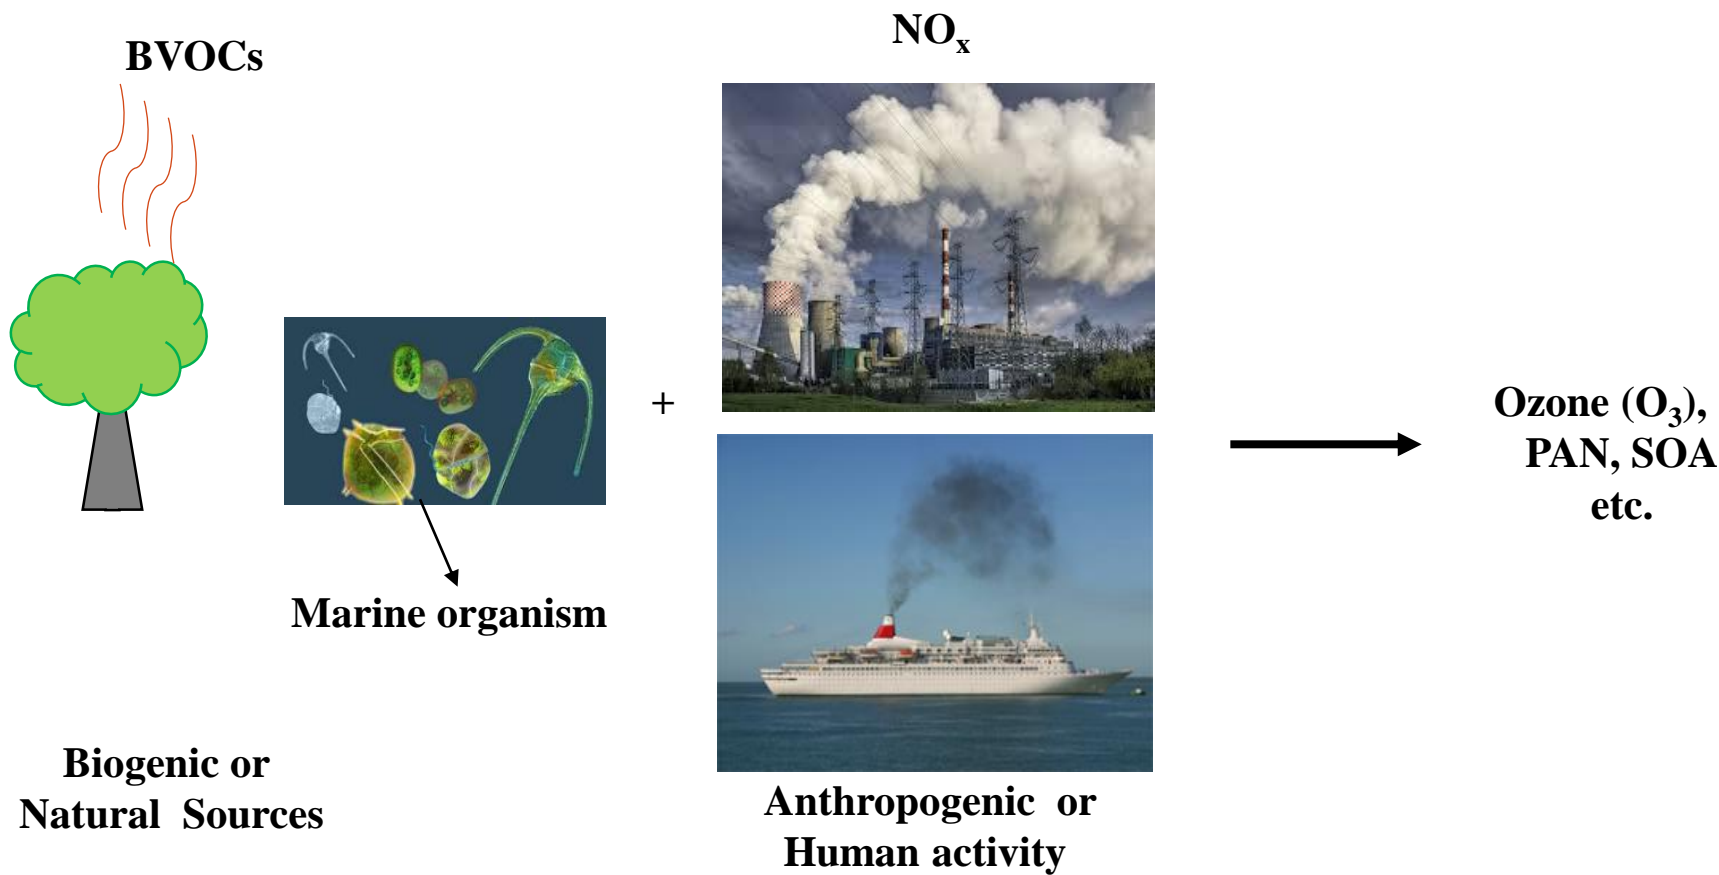 BVOCs
NOₓ
+
Marine organism
Ozone (O₃),
PAN, SOA
etc.
Biogenic or
Natural Sources
Anthropogenic or
Human activity